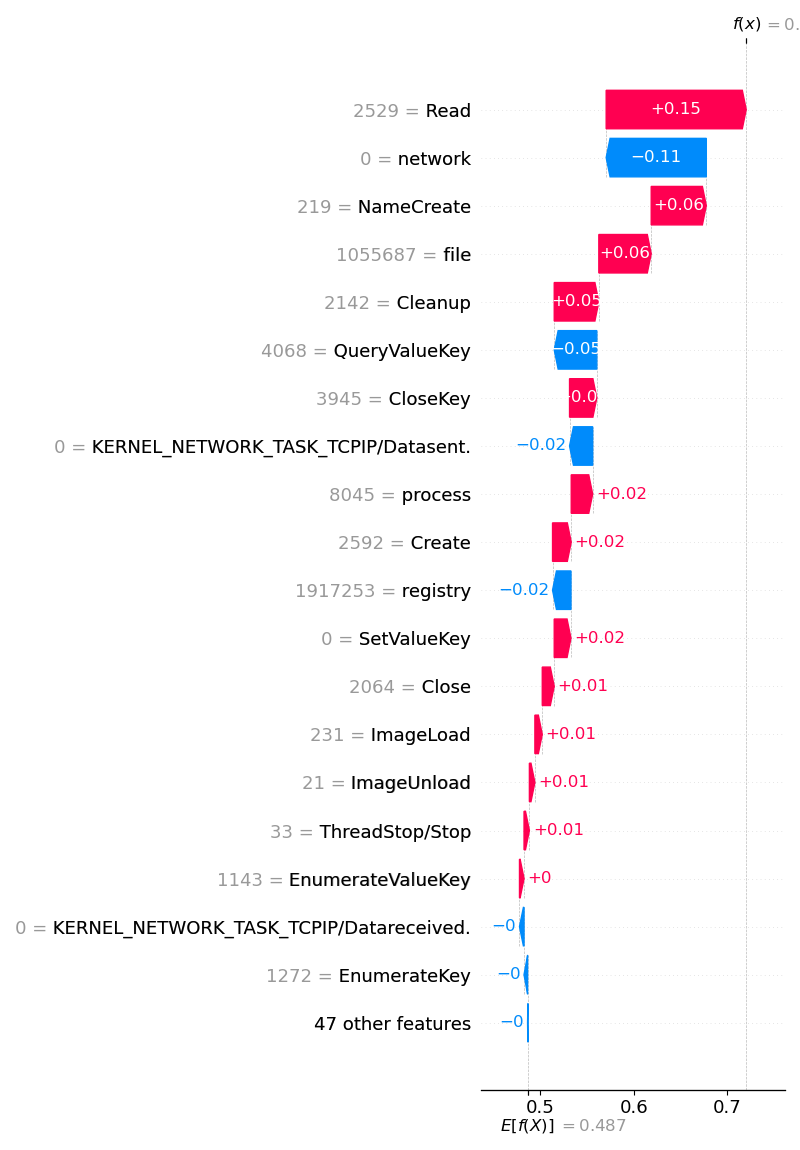 f(x) = 0.
2529 = Read +0.15
0 = network −0.11
219 = NameCreate +0.06
1055687 = file +0.06
2142 = Cleanup +0.05
4068 = QueryValueKey −0.05
3945 = CloseKey
0 = KERNEL_NETWORK_TASK_TCPIP/Datasent. −0.02
8045 = process +0.02
2592 = Create +0.02
1917253 = registry −0.02
0 = SetValueKey +0.02
2064 = Close +0.01
231 = ImageLoad +0.01
21 = ImageUnload +0.01
33 = ThreadStop/Stop +0.01
1143 = EnumerateValueKey +0
0 = KERNEL_NETWORK_TASK_TCPIP/Datareceived. −0
1272 = EnumerateKey −0
47 other features −0
0.5 0.6 0.7
E[f(X)] = 0.487